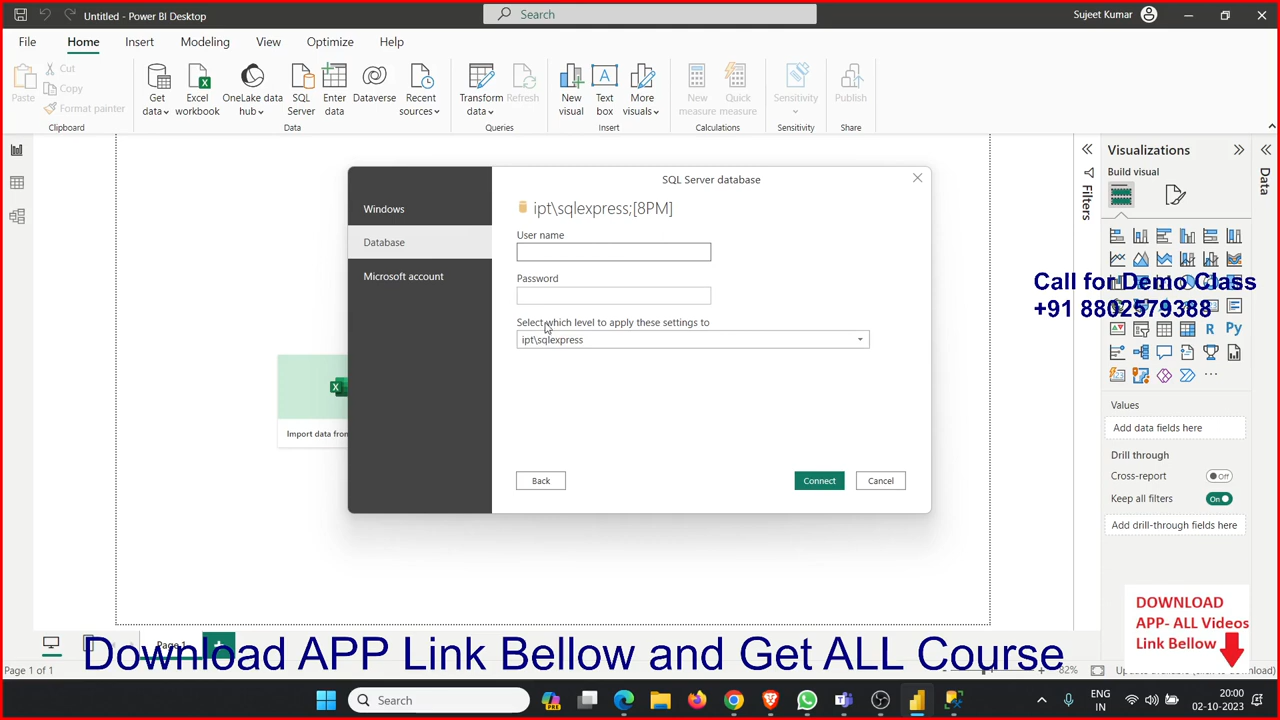 Untitled - Power BI Desktop
Search
Sujeet Kumar
File
Home
Insert
Modeling
View
Optimize
Help
Paste
Cut
Copy
Format painter
Clipboard
Get data
Excel workbook
OneLake data hub
SQL Server
Enter data
Dataverse
Recent sources
Data
Transform data
Refresh
Queries
New visual
Text box
More visuals
Insert
New measure
Quick measure
Calculations
Sensitivity
Sensitivity
Publish
Share
SQL Server database
Windows
Database
Microsoft account
ipt\sqlexpress;[8PM]
User name
Password
Select which level to apply these settings to
ipt\sqlexpress
Back
Connect
Cancel
Import data from
Filters
Visualizations
Data
Build visual
R
Py
Call for Demo Class
+91 8802579388
Values
Add data fields here
Drill through
Cross-report
Off
Keep all filters
On
Add drill-through fields here
DOWNLOAD
APP- ALL Videos
Link Bellow
Page 1
Download APP Link Bellow and Get ALL Course
Page 1 of 1
82%
Search
ENG
IN
20:00
02-10-2023